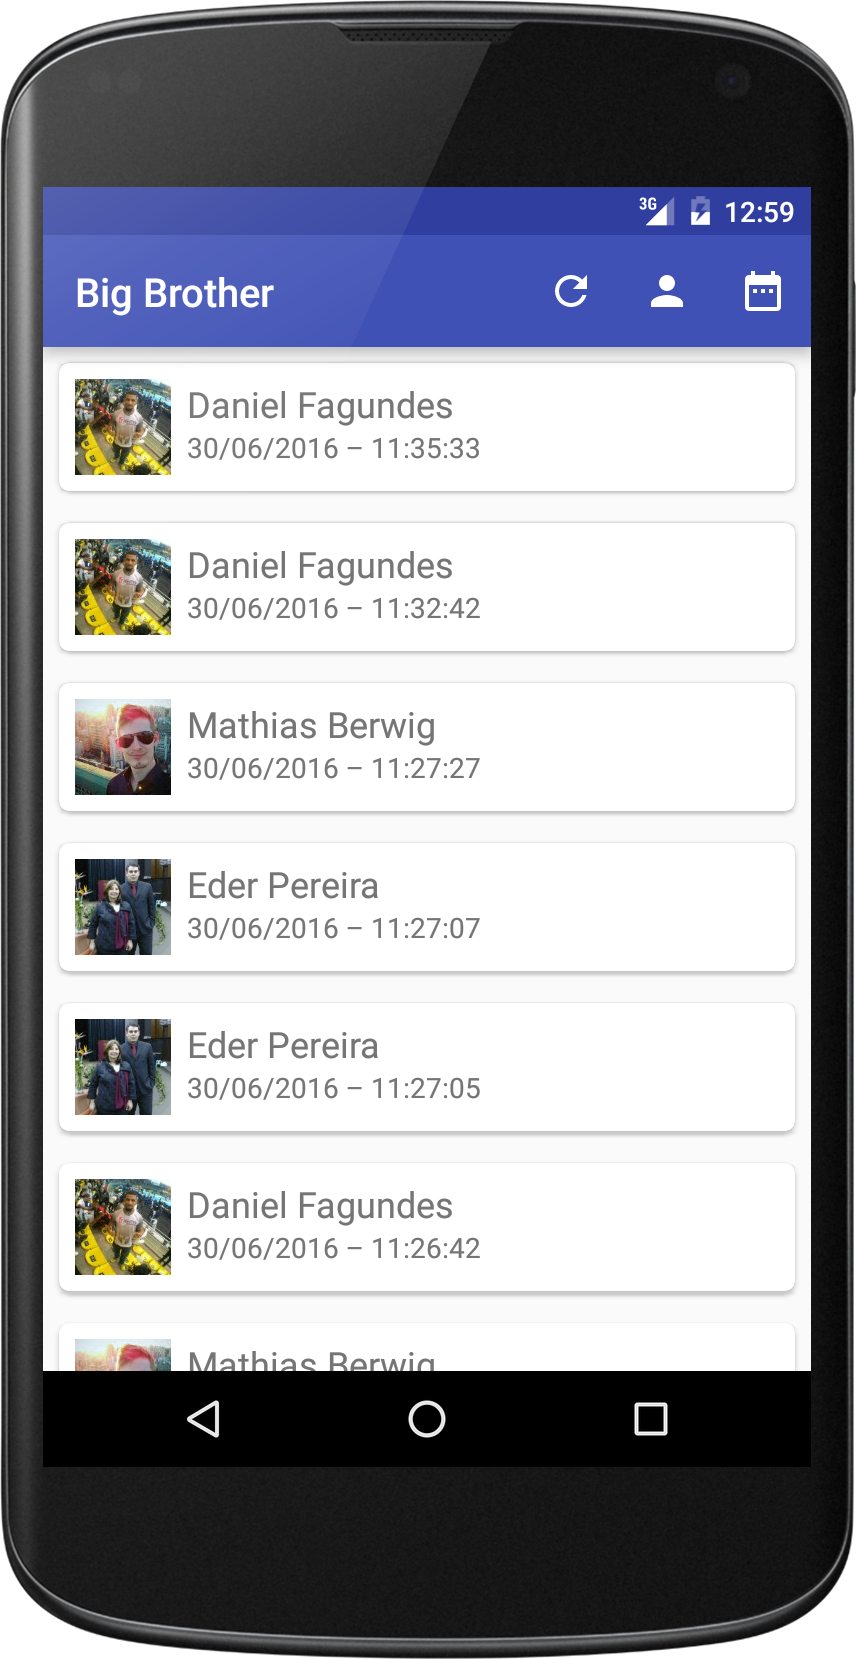 3G 12:59
Big Brother
Daniel Fagundes
30/06/2016 – 11:35:33
Daniel Fagundes
30/06/2016 – 11:32:42
Mathias Berwig
30/06/2016 – 11:27:27
Eder Pereira
30/06/2016 – 11:27:07
Eder Pereira
30/06/2016 – 11:27:05
Daniel Fagundes
30/06/2016 – 11:26:42
Mathias Berwig